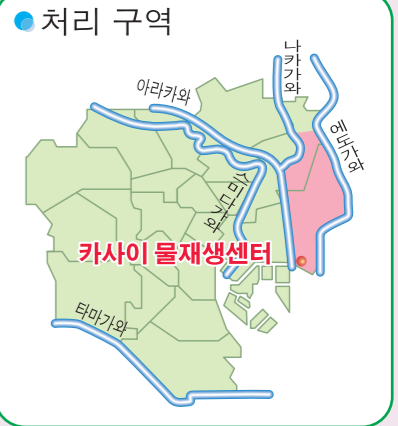 처리 구역
나카가와
아라카와
에도가와
스미다가와
카사이 물재생센터
타마가와